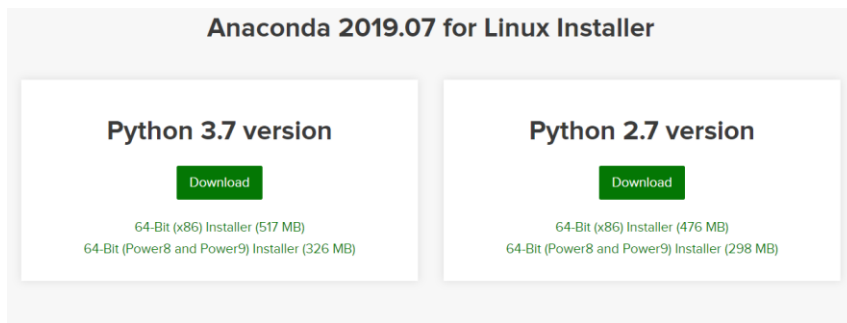 Anaconda 2019.07 for Linux Installer
Python 3.7 version
Download
64-Bit (x86) Installer (517 MB)
64-Bit (Power8 and Power9) Installer (326 MB)
Python 2.7 version
Download
64-Bit (x86) Installer (476 MB)
64-Bit (Power8 and Power9) Installer (298 MB)